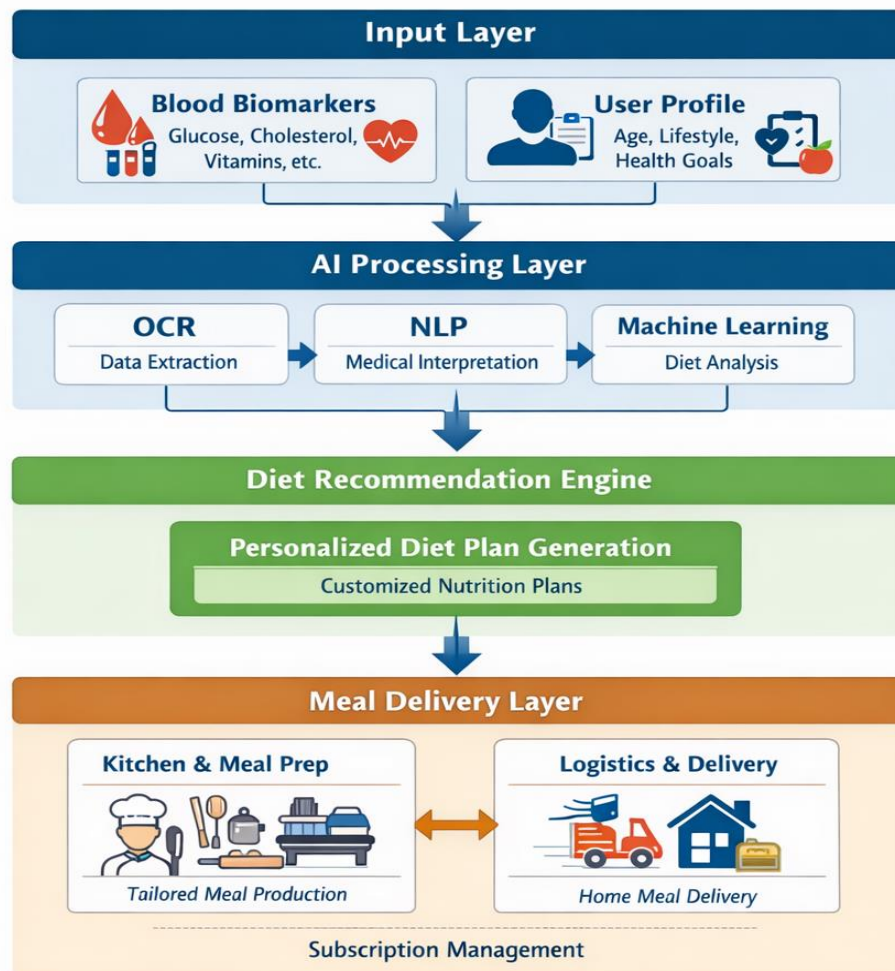 Input Layer
Blood Biomarkers
Glucose, Cholesterol,
Vitamins, etc.
User Profile
Age, Lifestyle,
Health Goals
AI Processing Layer
OCR
Data Extraction
NLP
Medical Interpretation
Machine Learning
Diet Analysis
Diet Recommendation Engine
Personalized Diet Plan Generation
Customized Nutrition Plans
Meal Delivery Layer
Kitchen & Meal Prep
Tailored Meal Production
Logistics & Delivery
Home Meal Delivery
Subscription Management